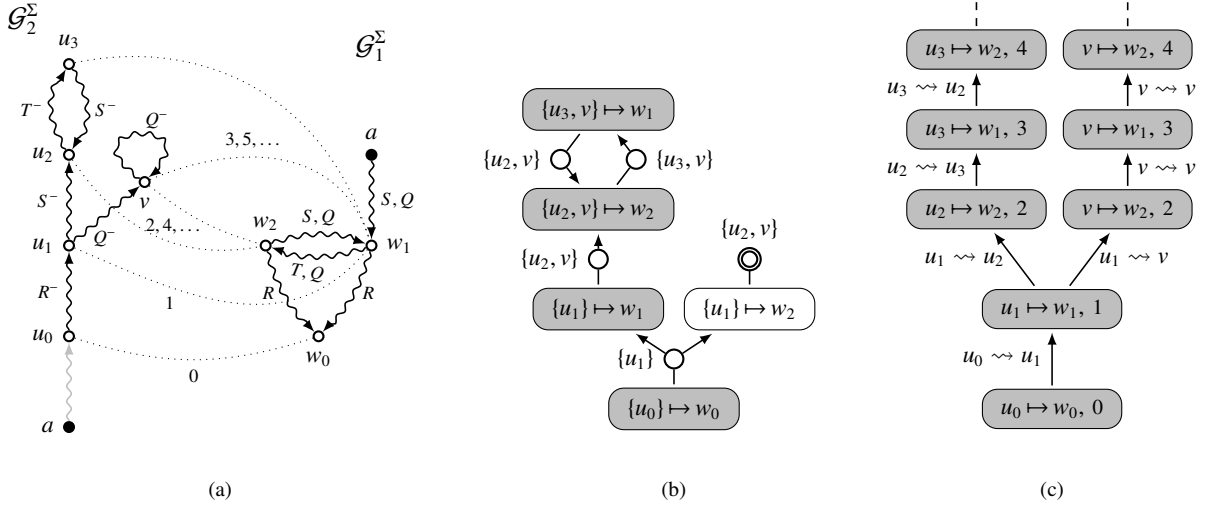 𝒢₂^Σ
u₃
T⁻
S⁻
Q⁻
u₂
v
S⁻
Q⁻
u₁
R⁻
u₀
a
𝒢₁^Σ
a
3, 5, . . .
S, Q
2, 4, . . .
w₂
S, Q
w₁
T, Q
R
R
1
w₀
0
(a)
{u₃, v} ↦ w₁
{u₂, v}
{u₃, v}
{u₂, v} ↦ w₂
{u₂, v}
{u₂, v}
{u₁} ↦ w₁
{u₁} ↦ w₂
{u₁}
{u₀} ↦ w₀
(b)
u₃ ↦ w₂, 4
v ↦ w₂, 4
u₃ ⇝ u₂
v ⇝ v
u₃ ↦ w₁, 3
v ↦ w₁, 3
u₂ ⇝ u₃
v ⇝ v
u₂ ↦ w₂, 2
v ↦ w₂, 2
u₁ ⇝ u₂
u₁ ⇝ v
u₁ ↦ w₁, 1
u₀ ⇝ u₁
u₀ ↦ w₀, 0
(c)